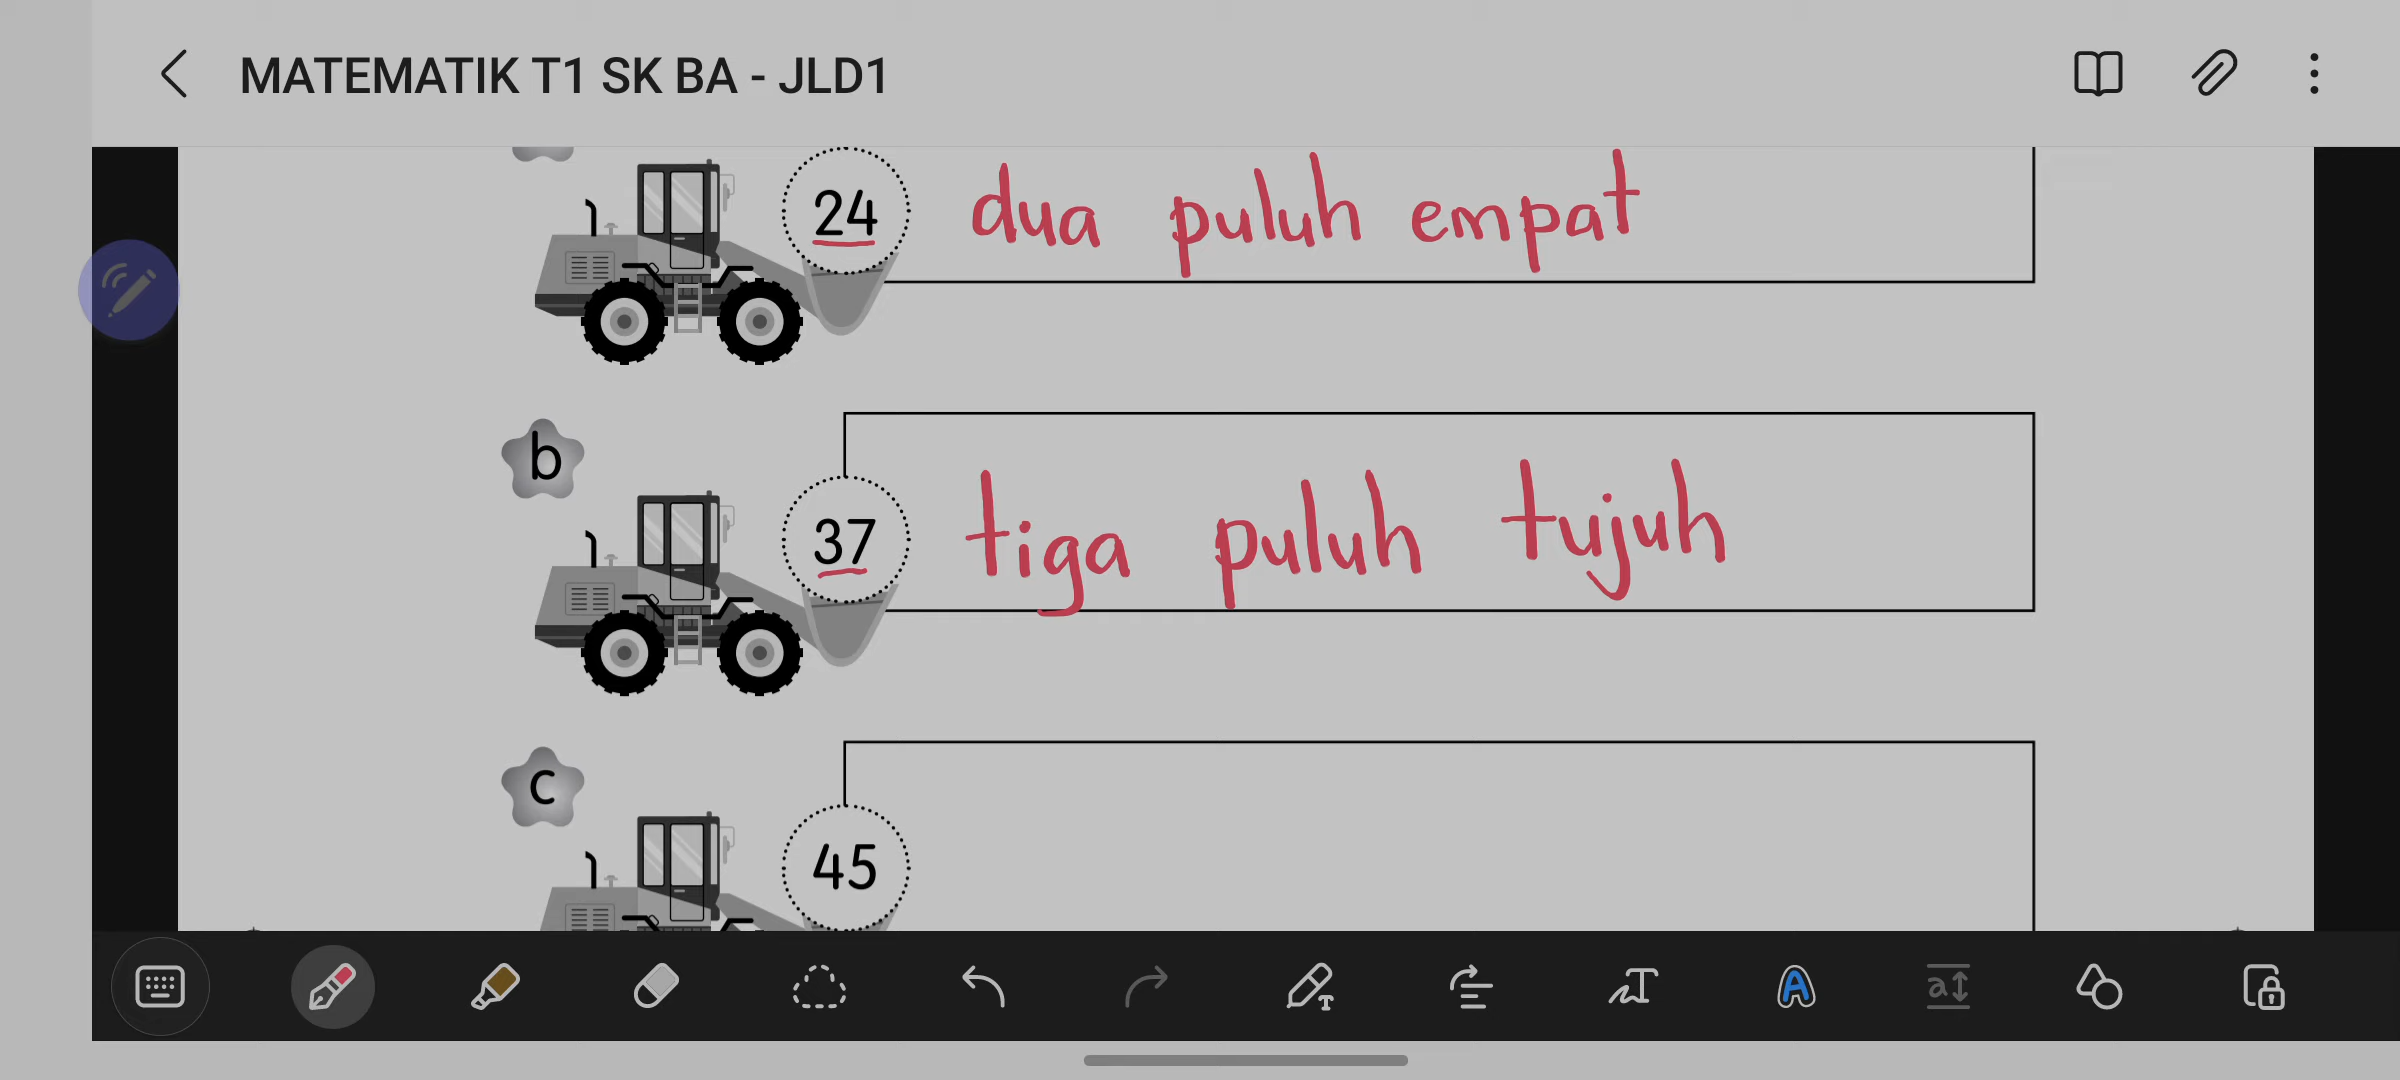 MATEMATIK T1 SK BA - JLD1
24 dua puluh empat
b
37 tiga puluh tujuh
c
45